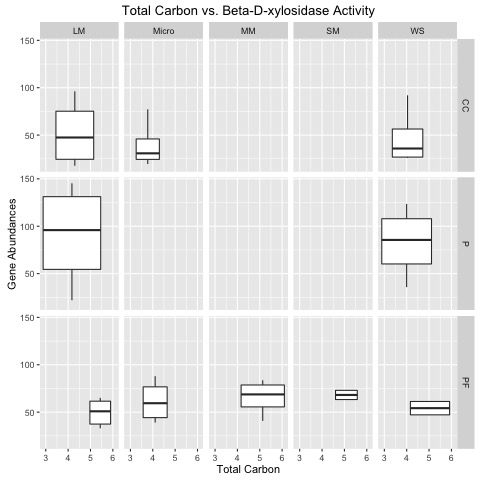 Total Carbon vs. Beta-D-xylosidase Activity
LM Micro MM SM WS
150
100
50
CC
150
100
50
P
150
100
50
PF
Gene Abundances
3 4 5 6 3 4 5 6 3 4 5 6 3 4 5 6 3 4 5 6
Total Carbon